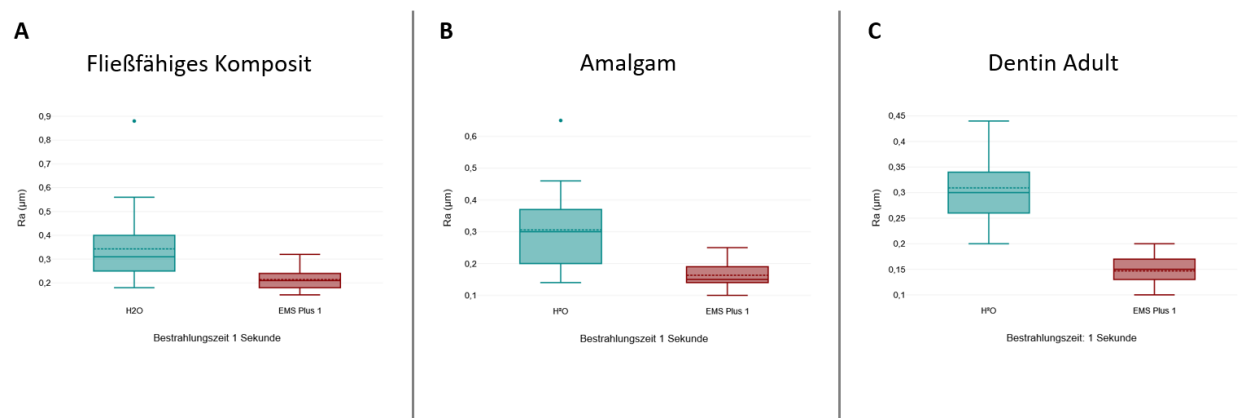 A
Fließfähiges Komposit
0,9
0,8
0,7
0,6
0,5
0,4
0,3
0,2
Ra (µm)
H2O
EMS Plus 1
Bestrahlungszeit 1 Sekunde
B
Amalgam
0,6
0,5
0,4
0,3
0,2
0,1
Ra (µm)
H²O
EMS Plus 1
Bestrahlungszeit 1 Sekunde
C
Dentin Adult
0,45
0,4
0,35
0,3
0,25
0,2
0,15
0,1
Ra (µm)
H²O
EMS Plus 1
Bestrahlungszeit: 1 Sekunde